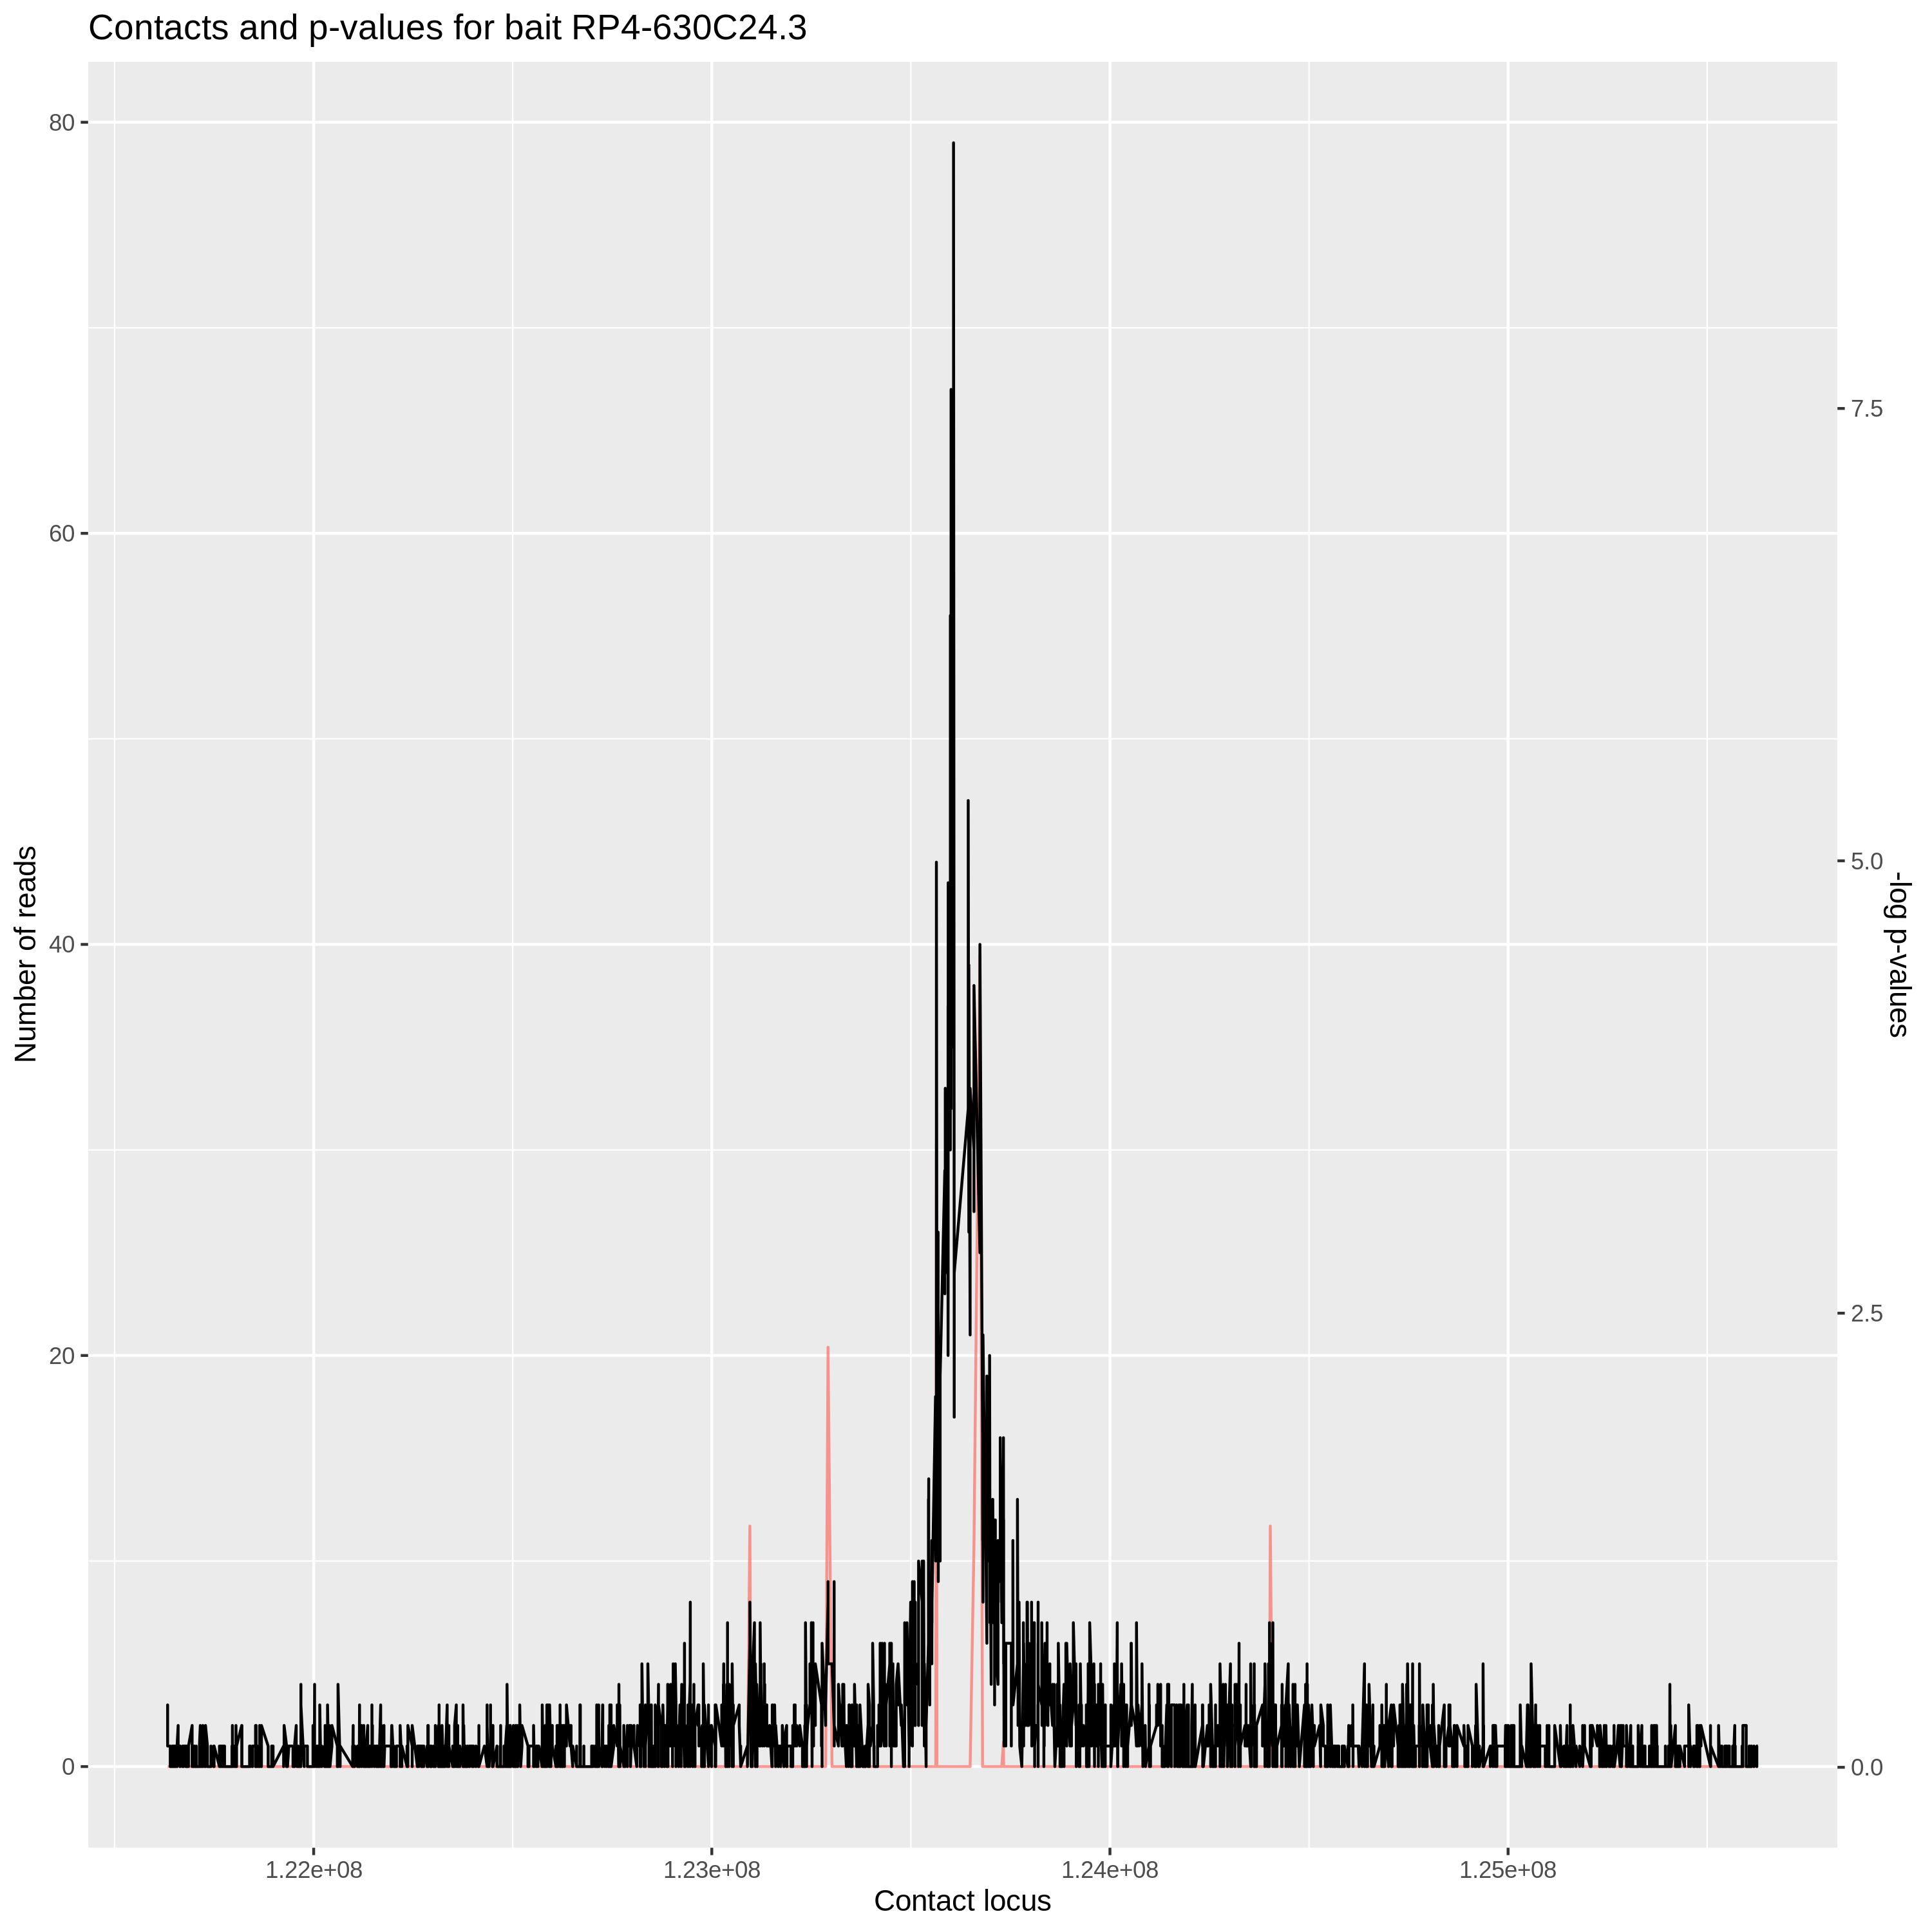 Contacts and p-values for bait RP4-630C24.3
80
60
40
20
0
Number of reads
7.5
5.0
2.5
0.0
-log p-values
1.22e+08
1.23e+08
1.24e+08
1.25e+08
Contact locus